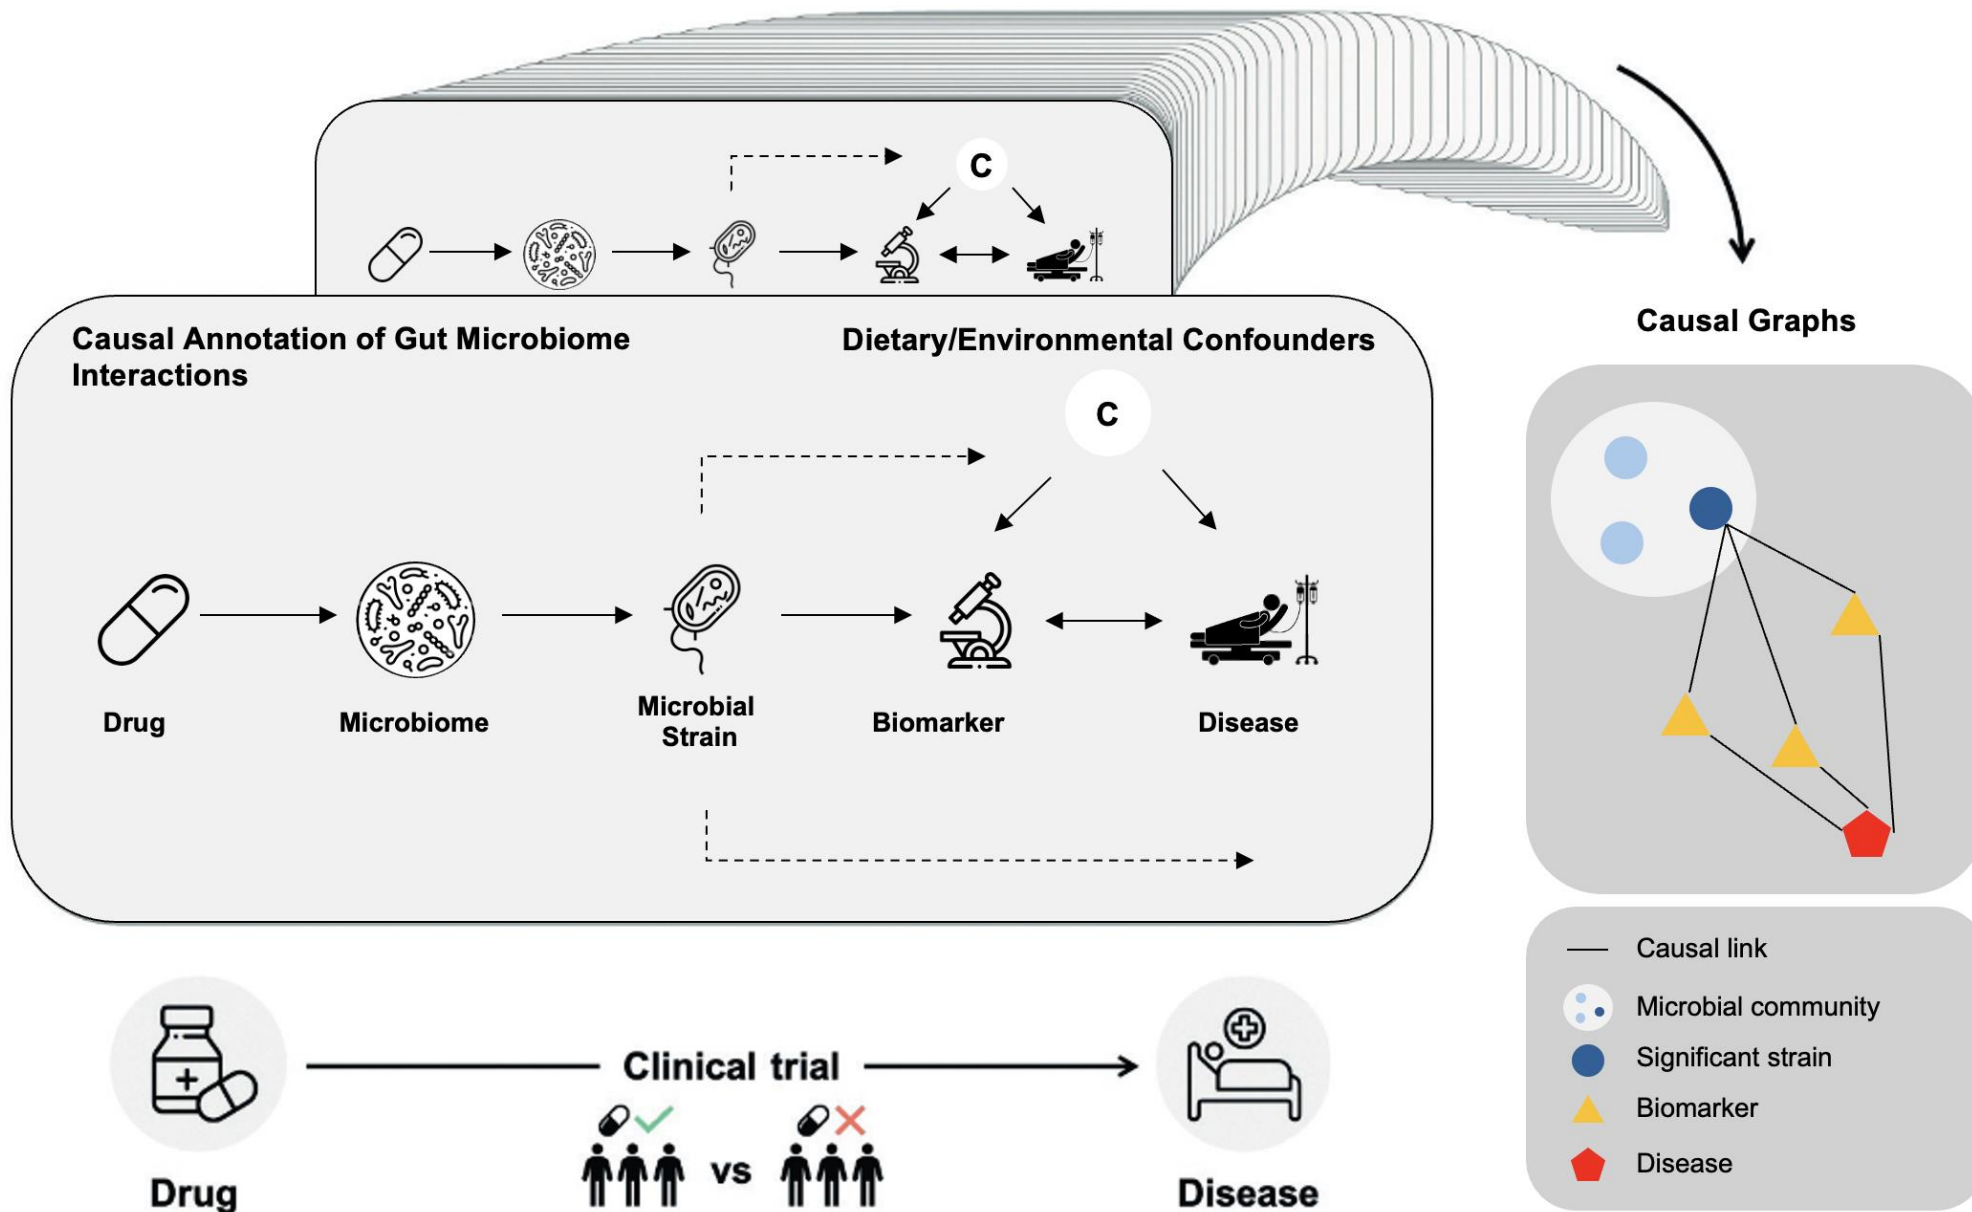 C
Causal Annotation of Gut Microbiome
Interactions
Dietary/Environmental Confounders
C
Drug
Microbiome
Microbial
Strain
Biomarker
Disease
Causal Graphs
Causal link
Microbial community
Significant strain
Biomarker
Disease
Clinical trial
vs
Drug
Disease